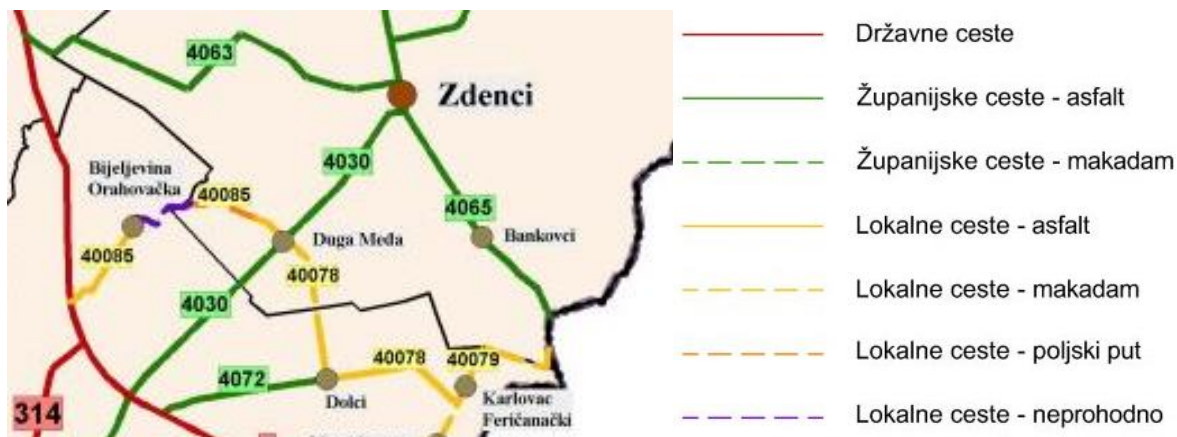 4063
Zdenci
4030
Bijeljevina
Orahovačka
40085
4065
Duga Međa
Bankovci
40085
40078
4030
40078
40079
4072
Dolci
Karlovac
Feričanački
314
Državne ceste
Županijske ceste - asfalt
Županijske ceste - makadam
Lokalne ceste - asfalt
Lokalne ceste - makadam
Lokalne ceste - poljski put
Lokalne ceste - neprohodno